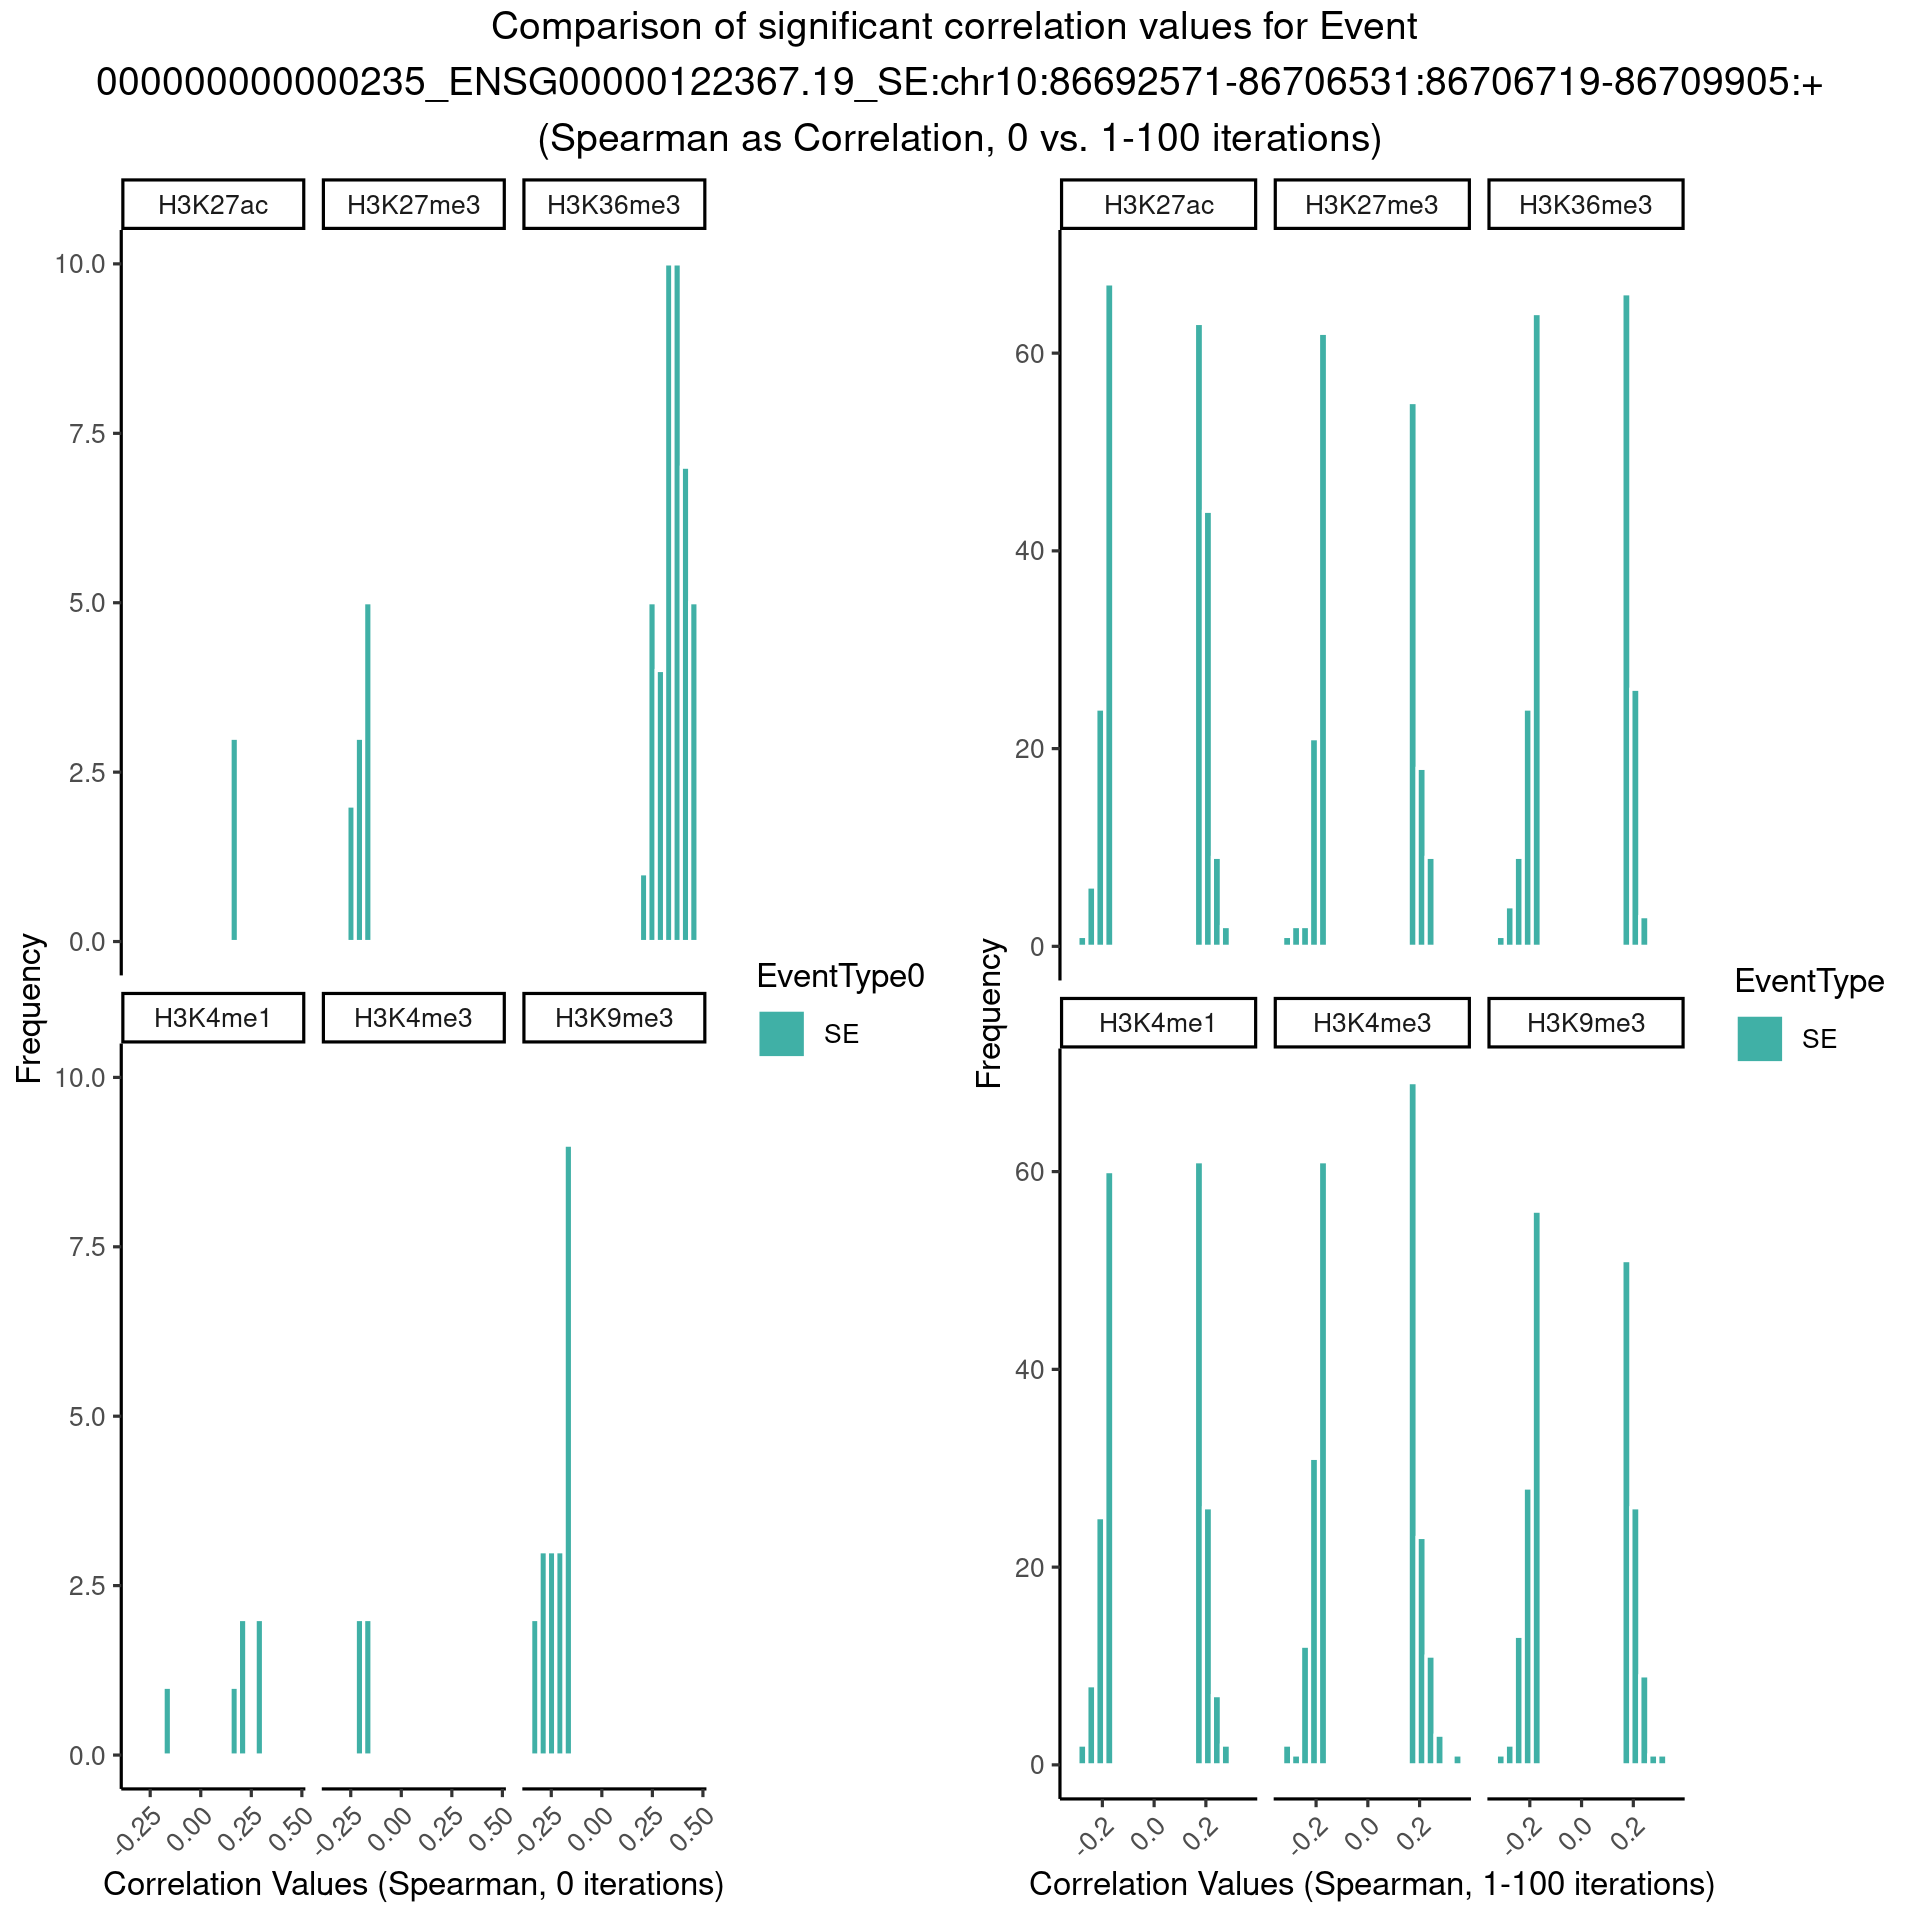 Comparison of significant correlation values for Event
000000000000235_ENSG00000122367.19_SE:chr10:86692571-86706531:86706719-86709905:+
(Spearman as Correlation, 0 vs. 1-100 iterations)
H3K27ac H3K27me3 H3K36me3
10.0
7.5
5.0
2.5
0.0
H3K4me1 H3K4me3 H3K9me3
10.0
7.5
5.0
2.5
0.0
-0.25 0.00 0.25 0.50 -0.25 0.00 0.25 0.50 -0.25 0.00 0.25 0.50
Frequency
Correlation Values (Spearman, 0 iterations)
EventType0
SE
H3K27ac H3K27me3 H3K36me3
60
40
20
0
H3K4me1 H3K4me3 H3K9me3
60
40
20
0
-0.2 0.0 0.2 -0.2 0.0 0.2 -0.2 0.0 0.2
Frequency
Correlation Values (Spearman, 1-100 iterations)
EventType
SE